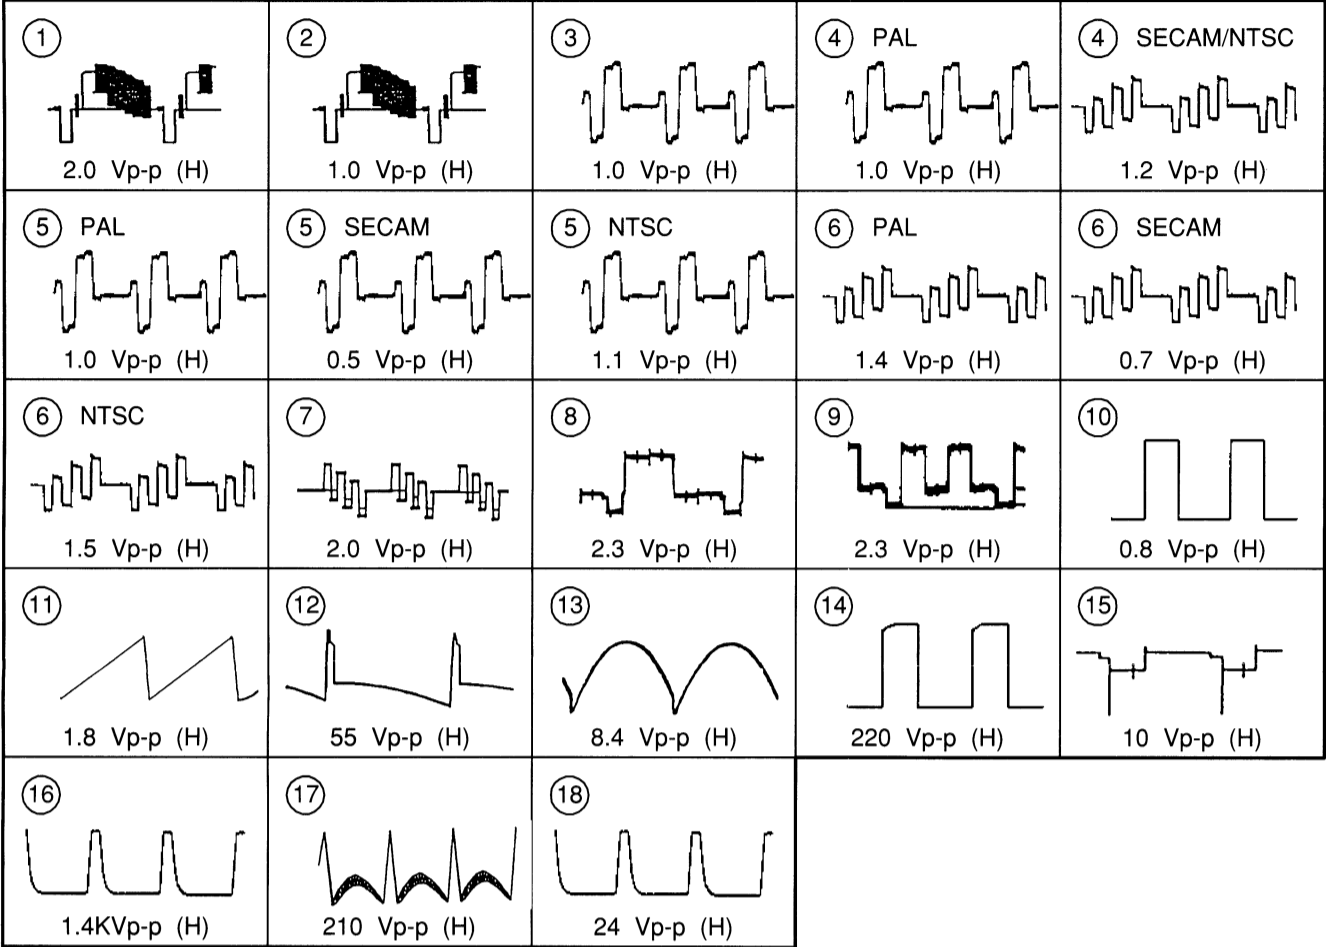 1
2.0 Vp-p (H)
2
1.0 Vp-p (H)
3
1.0 Vp-p (H)
4 PAL
1.0 Vp-p (H)
4 SECAM/NTSC
1.2 Vp-p (H)
5 PAL
1.0 Vp-p (H)
5 SECAM
0.5 Vp-p (H)
5 NTSC
1.1 Vp-p (H)
6 PAL
1.4 Vp-p (H)
6 SECAM
0.7 Vp-p (H)
6 NTSC
1.5 Vp-p (H)
7
2.0 Vp-p (H)
8
2.3 Vp-p (H)
9
2.3 Vp-p (H)
10
0.8 Vp-p (H)
11
1.8 Vp-p (H)
12
55 Vp-p (H)
13
8.4 Vp-p (H)
14
220 Vp-p (H)
15
10 Vp-p (H)
16
1.4KVp-p (H)
17
210 Vp-p (H)
18
24 Vp-p (H)